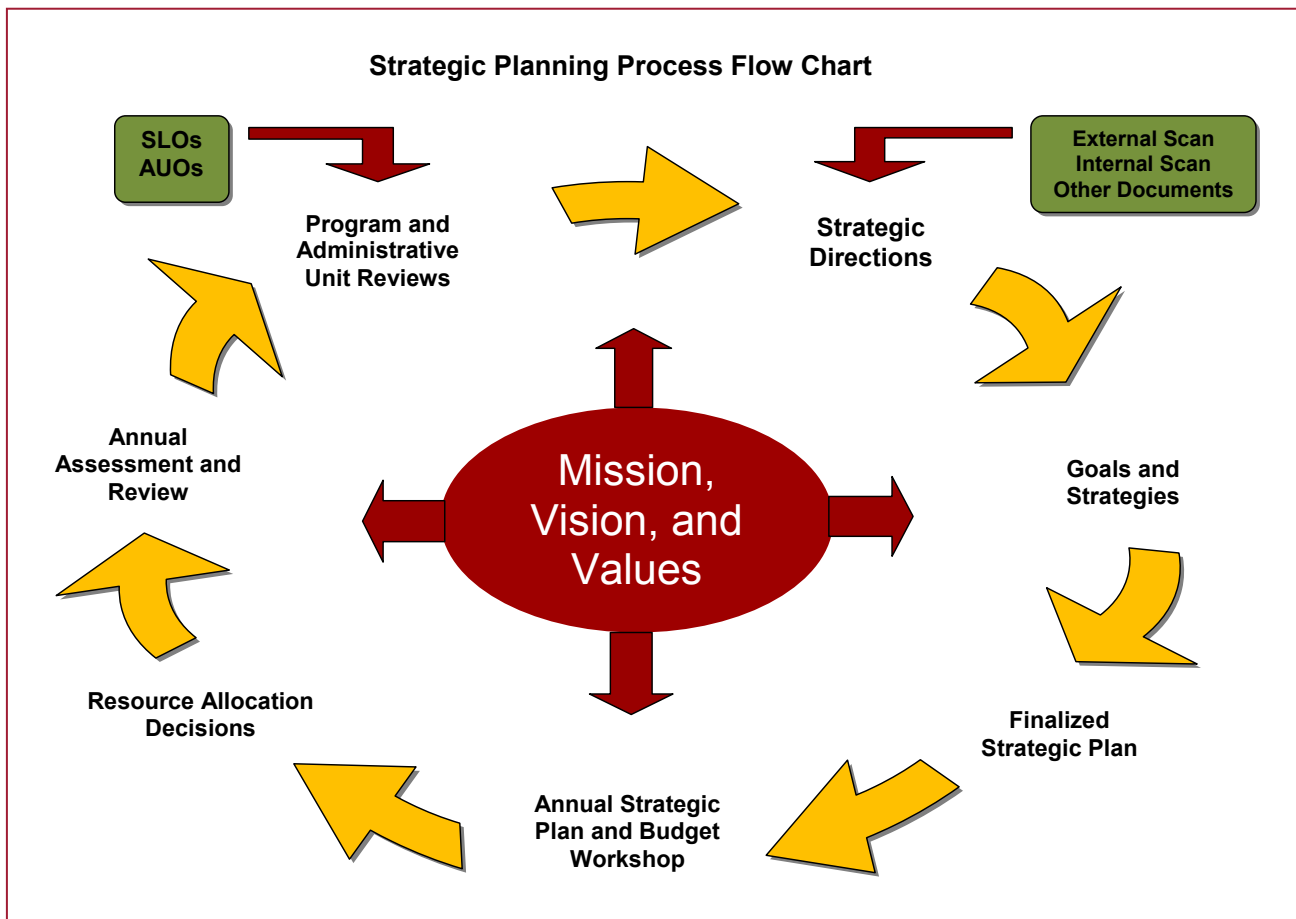 Strategic Planning Process Flow Chart
SLOs
AUOs
External Scan
Internal Scan
Other Documents
Program and
Administrative
Unit Reviews
Strategic
Directions
Annual
Assessment and
Review
Mission,
Vision, and
Values
Goals and
Strategies
Resource Allocation
Decisions
Finalized
Strategic Plan
Annual Strategic
Plan and Budget
Workshop